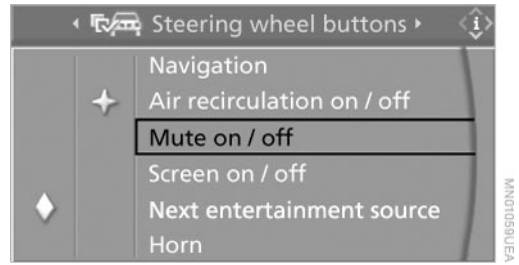 Steering wheel buttons
i
Navigation
Air recirculation on / off
Mute on / off
Screen on / off
Next entertainment source
Horn
MN01059UEA